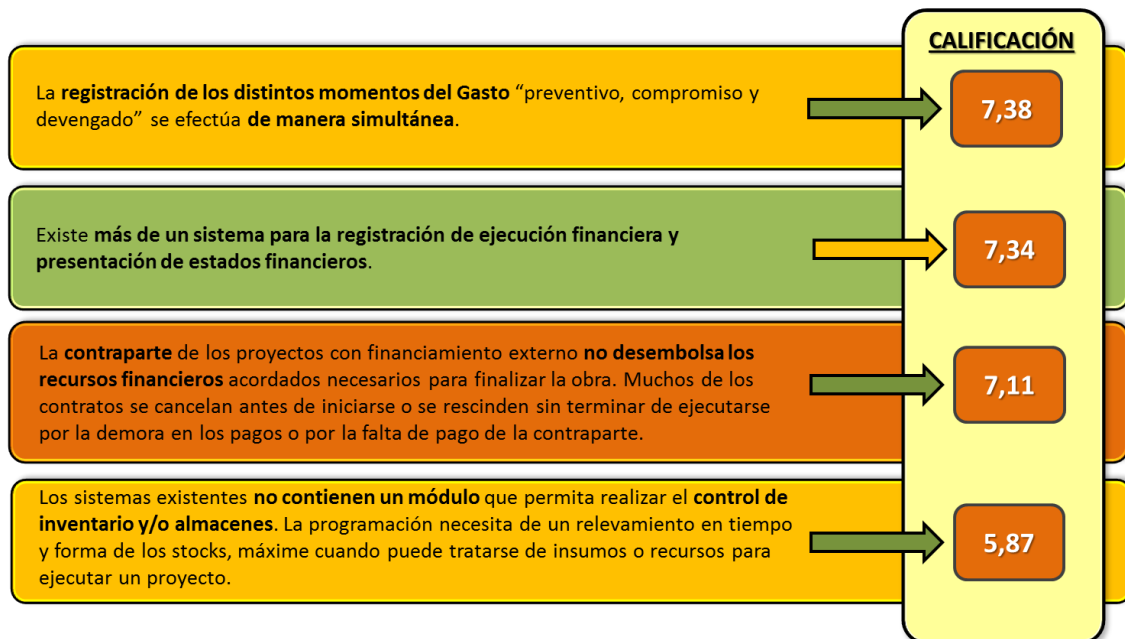 CALIFICACIÓN
La registración de los distintos momentos del Gasto “preventivo, compromiso y
devengado” se efectúa de manera simultánea.
7,38
Existe más de un sistema para la registración de ejecución financiera y
presentación de estados financieros.
7,34
La contraparte de los proyectos con financiamiento externo no desembolsa los
recursos financieros acordados necesarios para finalizar la obra. Muchos de los
contratos se cancelan antes de iniciarse o se rescinden sin terminar de ejecutarse
por la demora en los pagos o por la falta de pago de la contraparte.
7,11
Los sistemas existentes no contienen un módulo que permita realizar el control de
inventario y/o almacenes. La programación necesita de un relevamiento en tiempo
y forma de los stocks, máxime cuando puede tratarse de insumos o recursos para
ejecutar un proyecto.
5,87